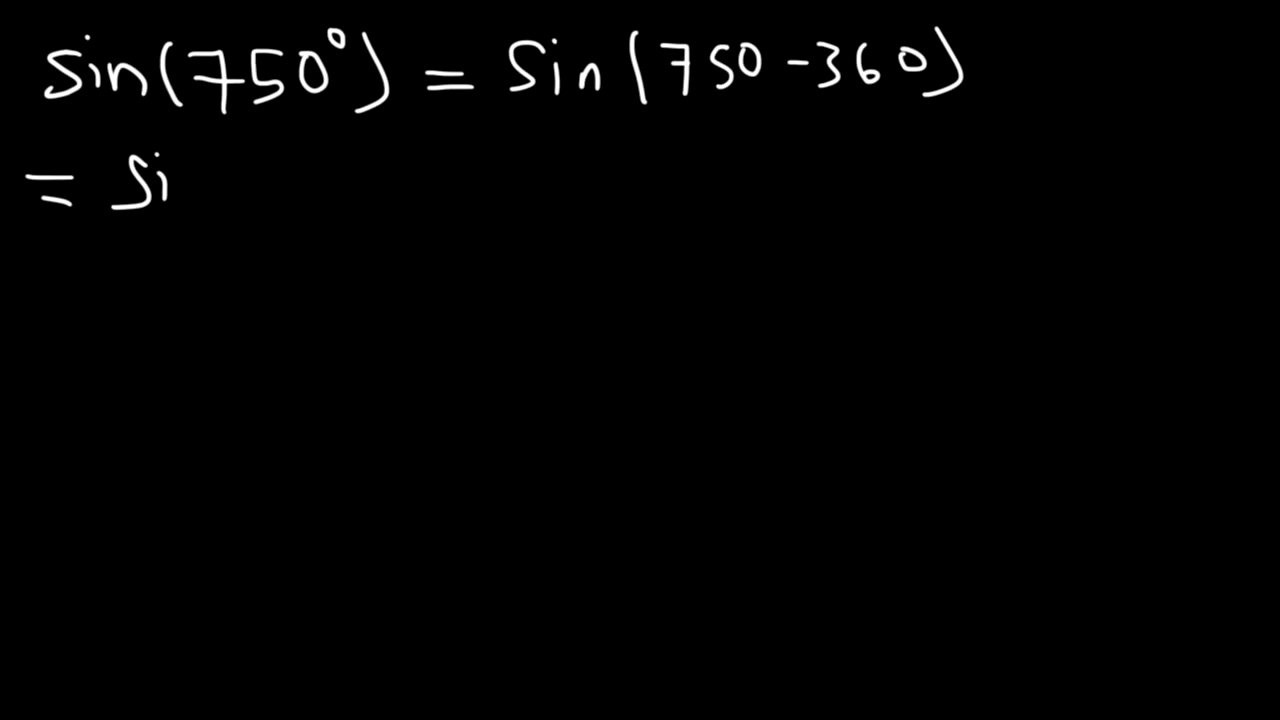 sin(750°) = sin(750-360)
= si